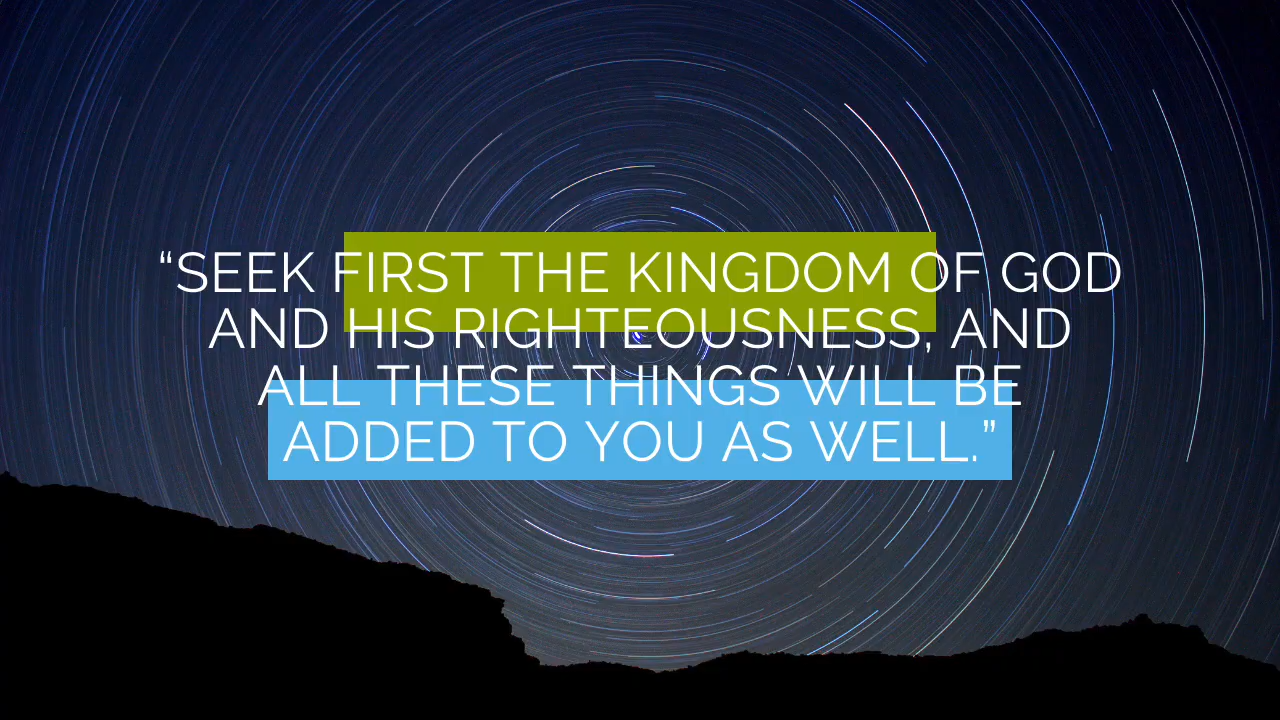 “SEEK FIRST THE KINGDOM OF GOD
AND HIS RIGHTEOUSNESS, AND
ALL THESE THINGS WILL BE
ADDED TO YOU AS WELL.”